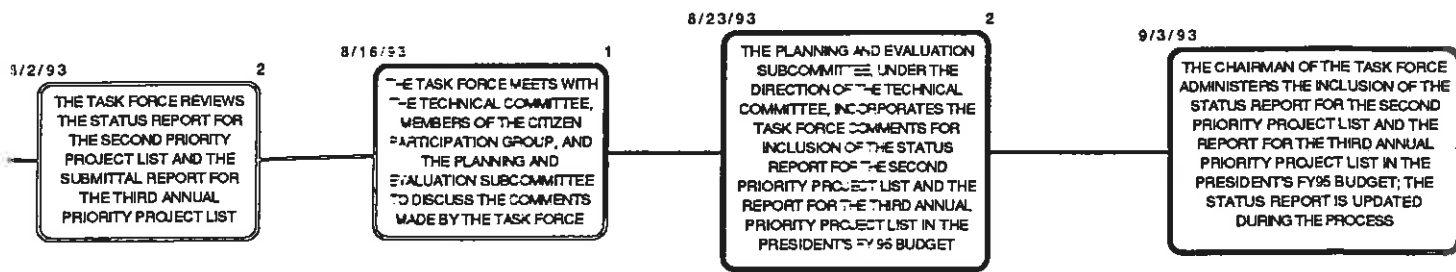 8/2/93 2
THE TASK FORCE REVIEWS
THE STATUS REPORT FOR
THE SECOND PRIORITY
PROJECT LIST AND THE
SUBMITTAL REPORT FOR
THE THIRD ANNUAL
PRIORITY PROJECT LIST
8/16/93 1
THE TASK FORCE MEETS WITH
THE TECHNICAL COMMITTEE,
MEMBERS OF THE CITIZEN
PARTICIPATION GROUP, AND
THE PLANNING AND
EVALUATION SUBCOMMITTEE
TO DISCUSS THE COMMENTS
MADE BY THE TASK FORCE
8/23/93 2
THE PLANNING AND EVALUATION
SUBCOMMITTEE, UNDER THE
DIRECTION OF THE TECHNICAL
COMMITTEE, INCORPORATES THE
TASK FORCE COMMENTS FOR
INCLUSION OF THE STATUS
REPORT FOR THE SECOND
PRIORITY PROJECT LIST AND THE
REPORT FOR THE THIRD ANNUAL
PRIORITY PROJECT LIST IN THE
PRESIDENT'S FY 95 BUDGET
9/3/93
THE CHAIRMAN OF THE TASK FORCE
ADMINISTERS THE INCLUSION OF THE
STATUS REPORT FOR THE SECOND
PRIORITY PROJECT LIST AND THE
REPORT FOR THE THIRD ANNUAL
PRIORITY PROJECT LIST IN THE
PRESIDENT'S FY95 BUDGET; THE
STATUS REPORT IS UPDATED
DURING THE PROCESS